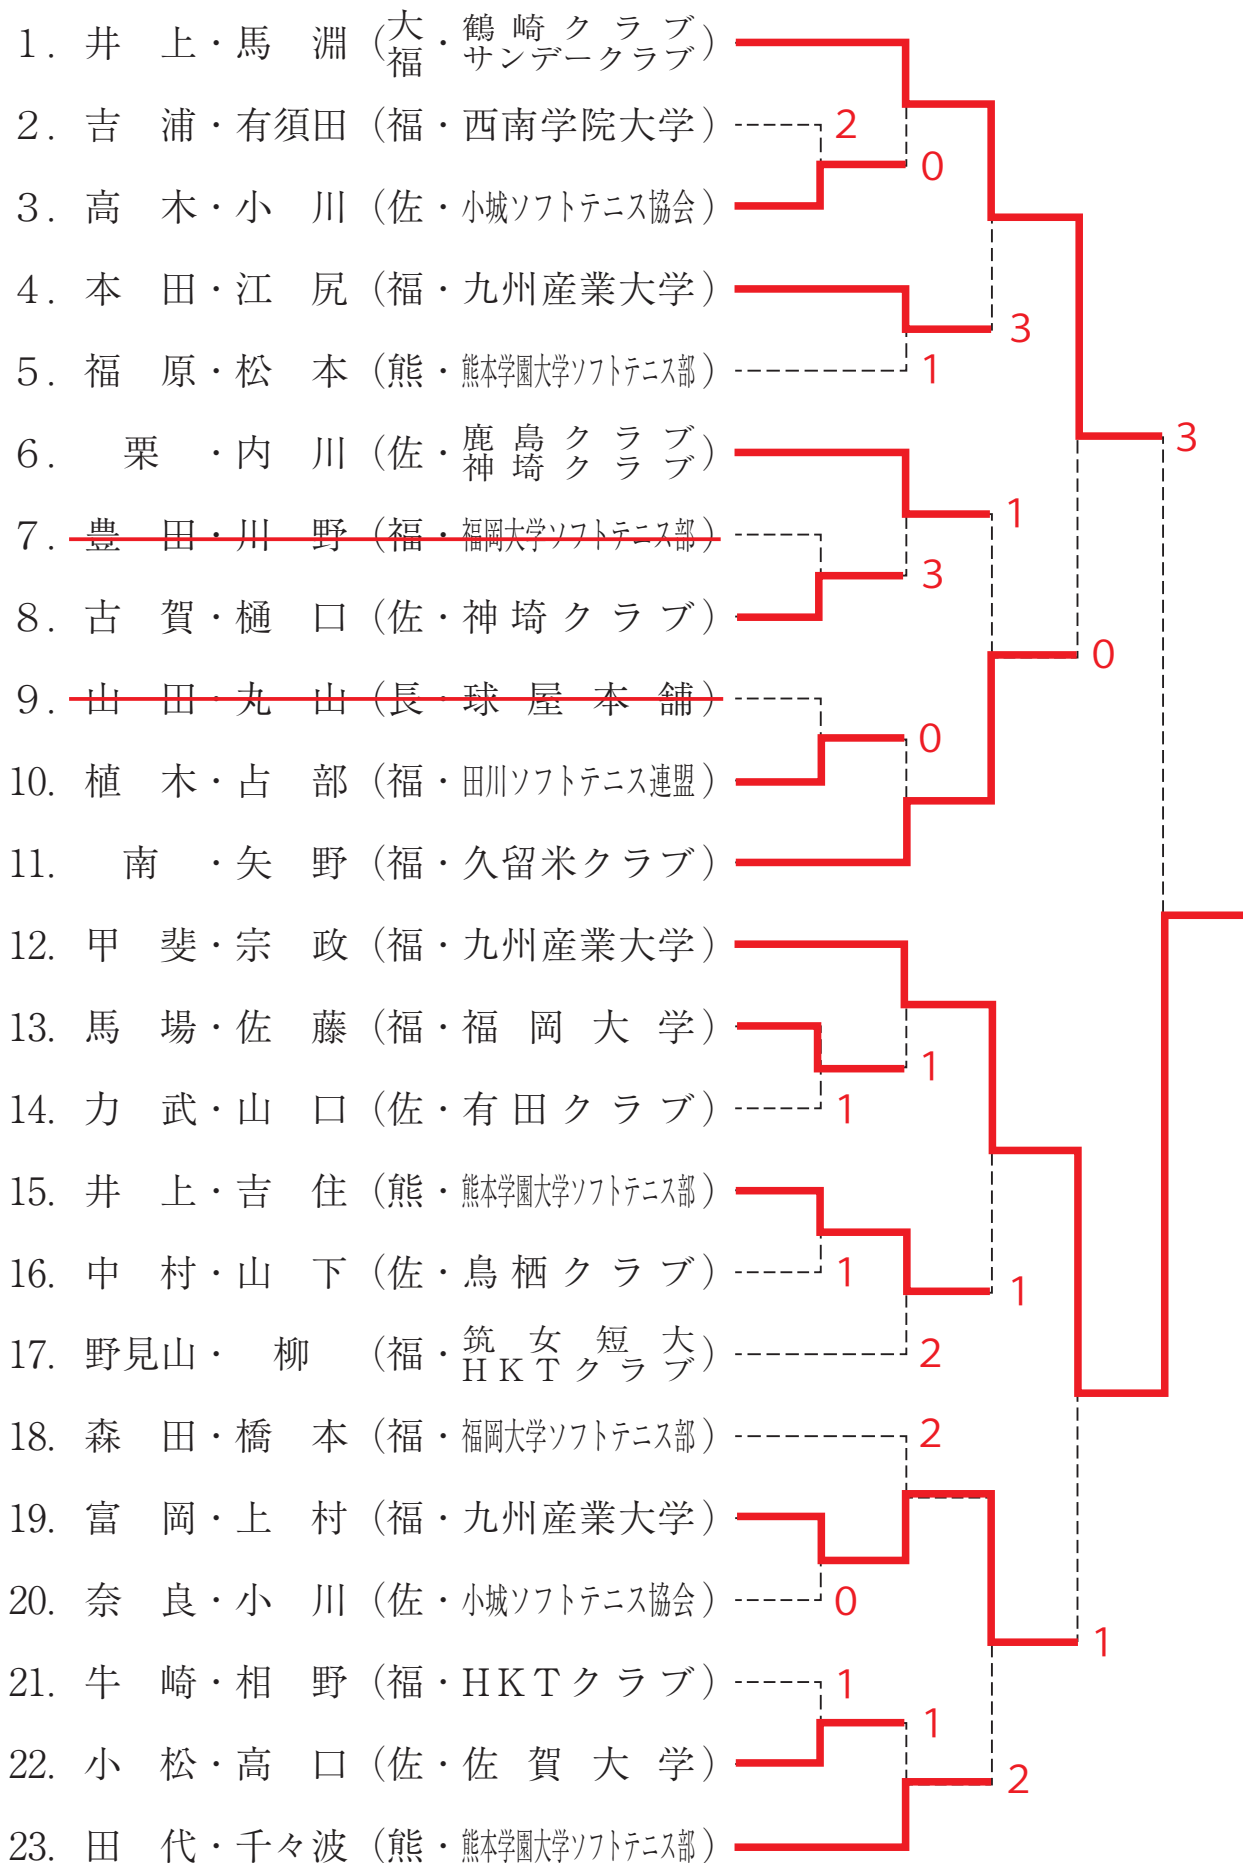 1. 井上・馬淵 (大・鶴崎クラブ
福・サンデークラブ)
2. 吉浦・有須田 (福・西南学院大学) 2
0
3. 高木・小川 (佐・小城ソフトテニス協会)
4. 本田・江尻 (福・九州産業大学)
3
5. 福原・松本 (熊・熊本学園大学ソフトテニス部) 1
3
6. 栗・内川 (佐・鹿島クラブ
神埼クラブ)
1
7. 豊田・川野 (福・福岡大学ソフトテニス部)
3
8. 古賀・樋口 (佐・神埼クラブ)
0
9. 山田・丸山 (長・球屋本舗)
0
10. 植木・占部 (福・田川ソフトテニス連盟)
11. 南・矢野 (福・久留米クラブ)
12. 甲斐・宗政 (福・九州産業大学)
13. 馬場・佐藤 (福・福岡大学)
1
14. 力武・山口 (佐・有田クラブ) 1
15. 井上・吉住 (熊・熊本学園大学ソフトテニス部)
16. 中村・山下 (佐・鳥栖クラブ) 1
1
17. 野見山・柳 (福・筑女短大
HKTクラブ) 2
18. 森田・橋本 (福・福岡大学ソフトテニス部) 2
19. 富岡・上村 (福・九州産業大学)
20. 奈良・小川 (佐・小城ソフトテニス協会) 0
1
21. 牛崎・相野 (福・HKTクラブ) 1
1
22. 小松・高口 (佐・佐賀大学)
2
23. 田代・千々波 (熊・熊本学園大学ソフトテニス部)